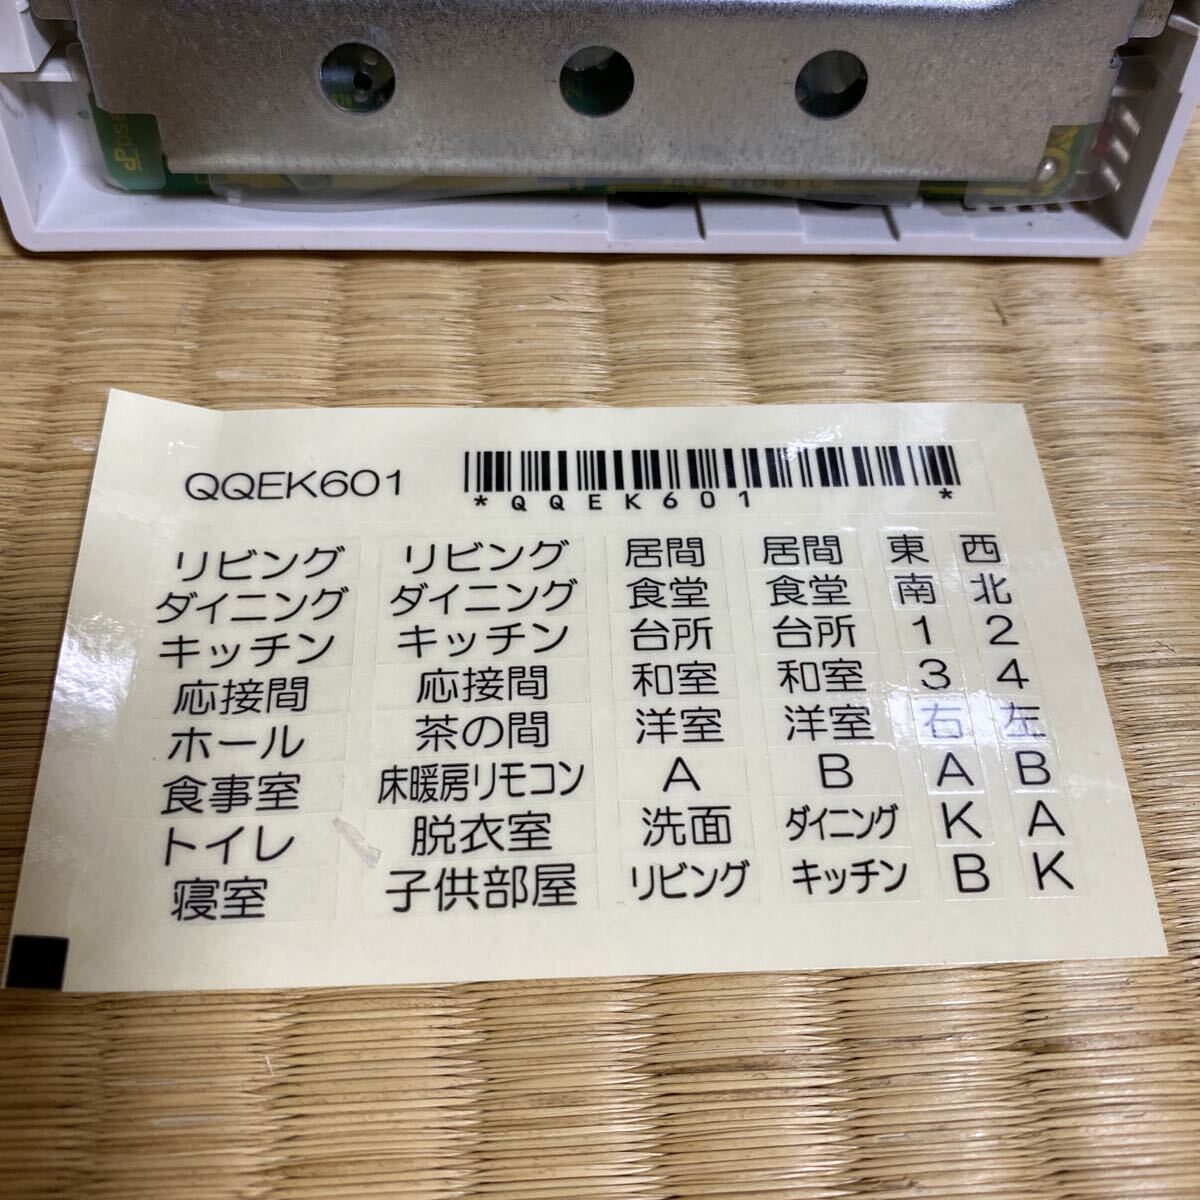 QQEK601
*QQEK601 *
リビング リビング 居間 居間 東 西
ダイニング ダイニング 食堂 食堂 南 北
キッチン キッチン 台所 台所 1 2
応接間 応接間 和室 和室 3 4
ホール 茶の間 洋室 洋室 右 左
食事室 床暖房リモコン A B A B
トイレ 脱衣室 洗面 ダイニング K A
寝室 子供部屋 リビング キッチン B K